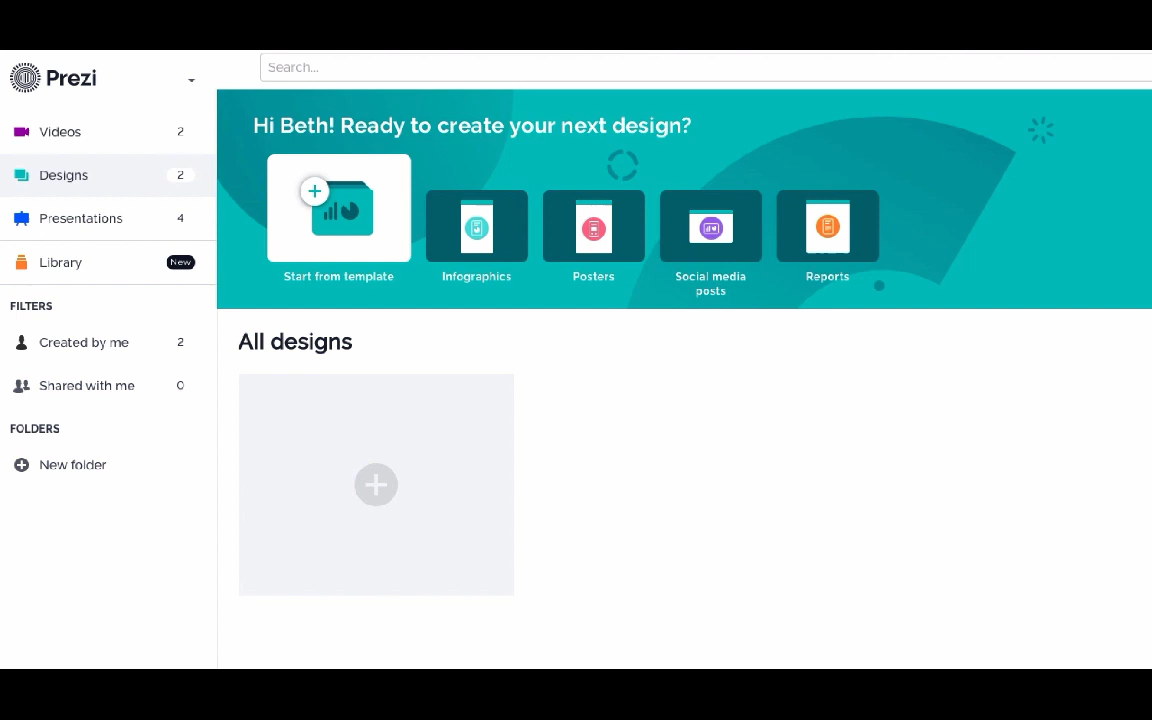 Prezi
Search...
Videos 2
Designs 2
Presentations 4
Library New
FILTERS
Created by me 2
Shared with me 0
FOLDERS
New folder
Hi Beth! Ready to create your next design?
Start from template
Infographics
Posters
Social media
posts
Reports
All designs